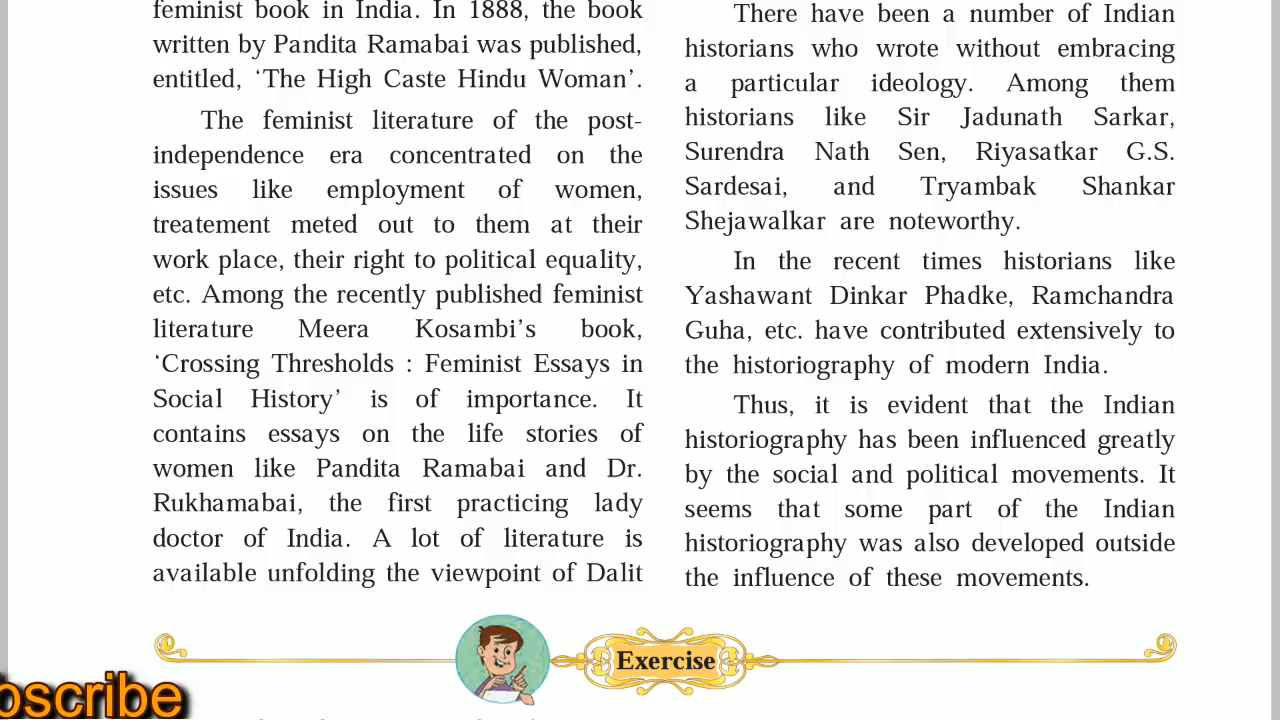 feminist book in India. In 1888, the book
written by Pandita Ramabai was published,
entitled, ‘The High Caste Hindu Woman’.
The feminist literature of the post-
independence era concentrated on the
issues like employment of women,
treatement meted out to them at their
work place, their right to political equality,
etc. Among the recently published feminist
literature Meera Kosambi’s book,
‘Crossing Thresholds : Feminist Essays in
Social History’ is of importance. It
contains essays on the life stories of
women like Pandita Ramabai and Dr.
Rukhamabai, the first practicing lady
doctor of India. A lot of literature is
available unfolding the viewpoint of Dalit
There have been a number of Indian
historians who wrote without embracing
a particular ideology. Among them
historians like Sir Jadunath Sarkar,
Surendra Nath Sen, Riyasatkar G.S.
Sardesai, and Tryambak Shankar
Shejawalkar are noteworthy.
In the recent times historians like
Yashawant Dinkar Phadke, Ramchandra
Guha, etc. have contributed extensively to
the historiography of modern India.
Thus, it is evident that the Indian
historiography has been influenced greatly
by the social and political movements. It
seems that some part of the Indian
historiography was also developed outside
the influence of these movements.
Exercise
bscribe